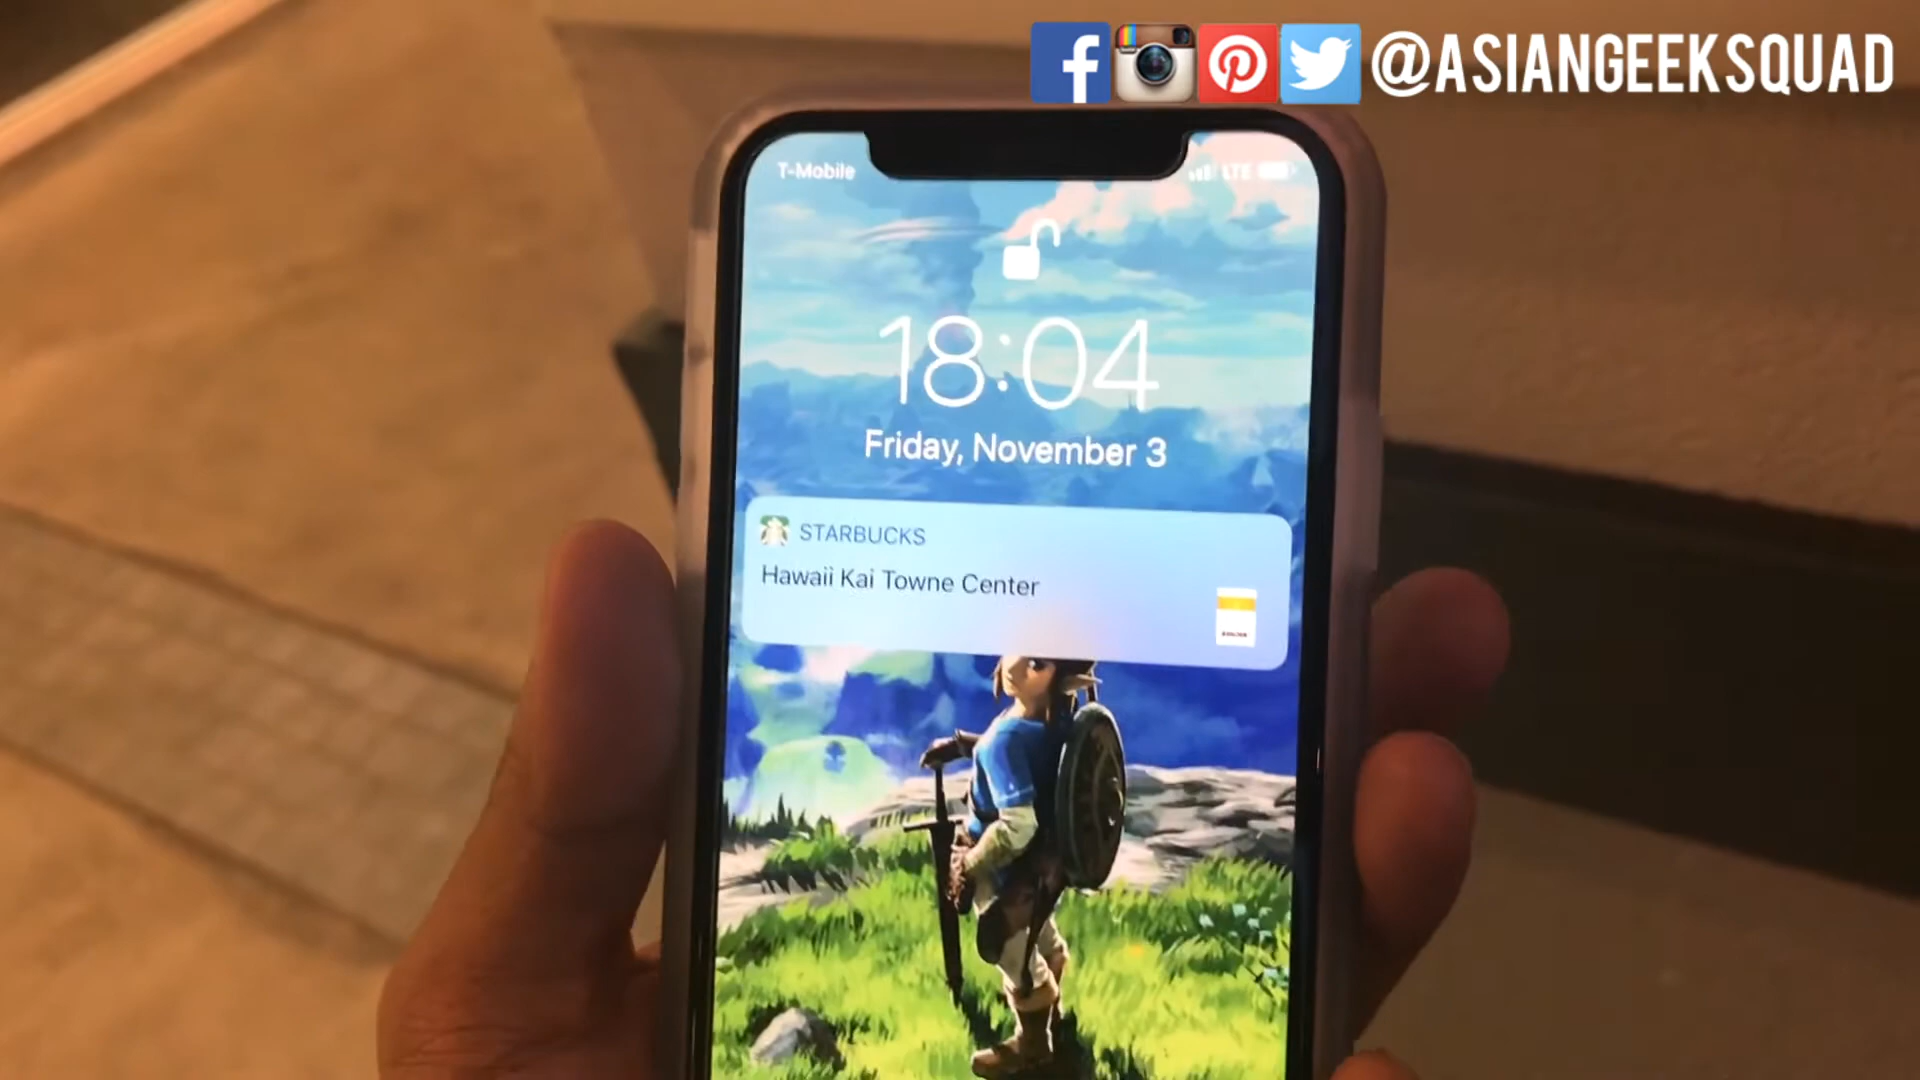 @ASIANGEEKSQUAD
T-Mobile
LTE
18:04
Friday, November 3
STARBUCKS
Hawaii Kai Towne Center